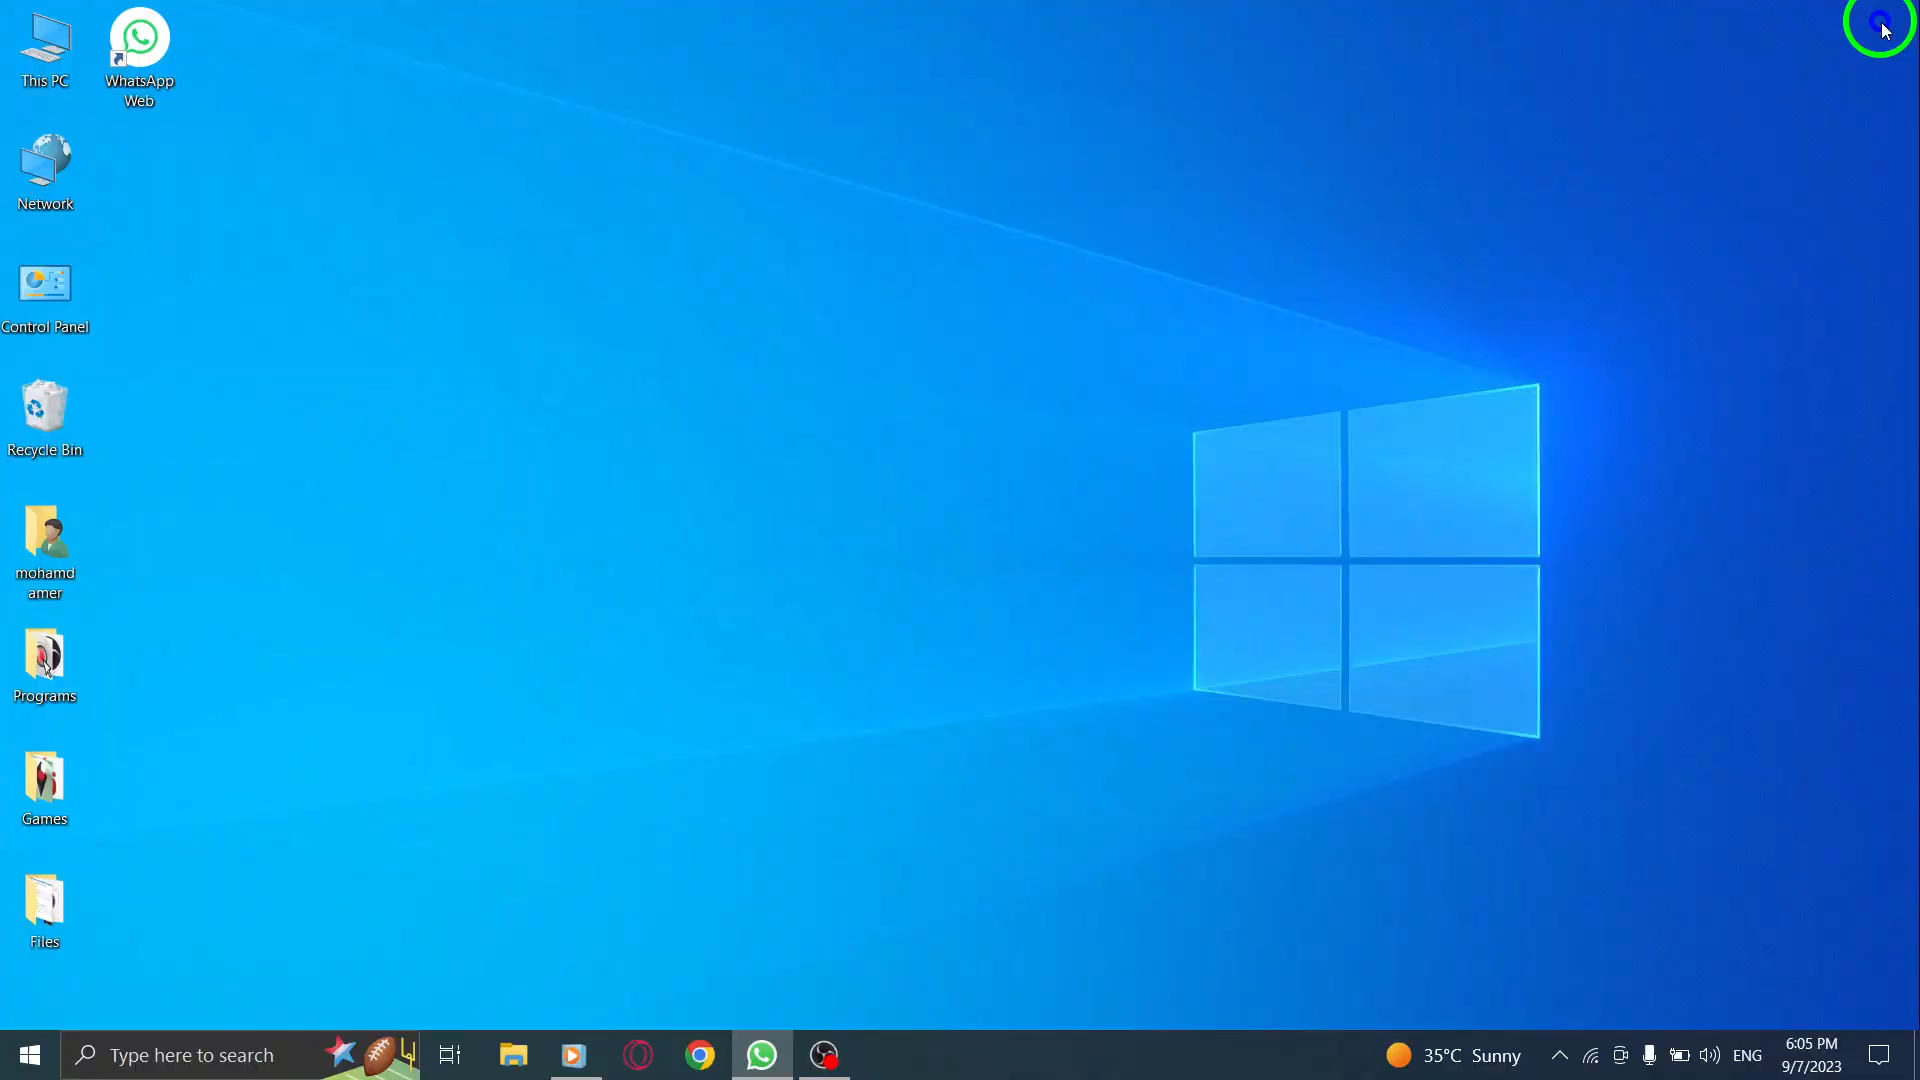 This PC
WhatsApp
Web
Network
Control Panel
Recycle Bin
mohamd
amer
Programs
Games
Files
Type here to search
35°C Sunny
ENG
6:05 PM
9/7/2023